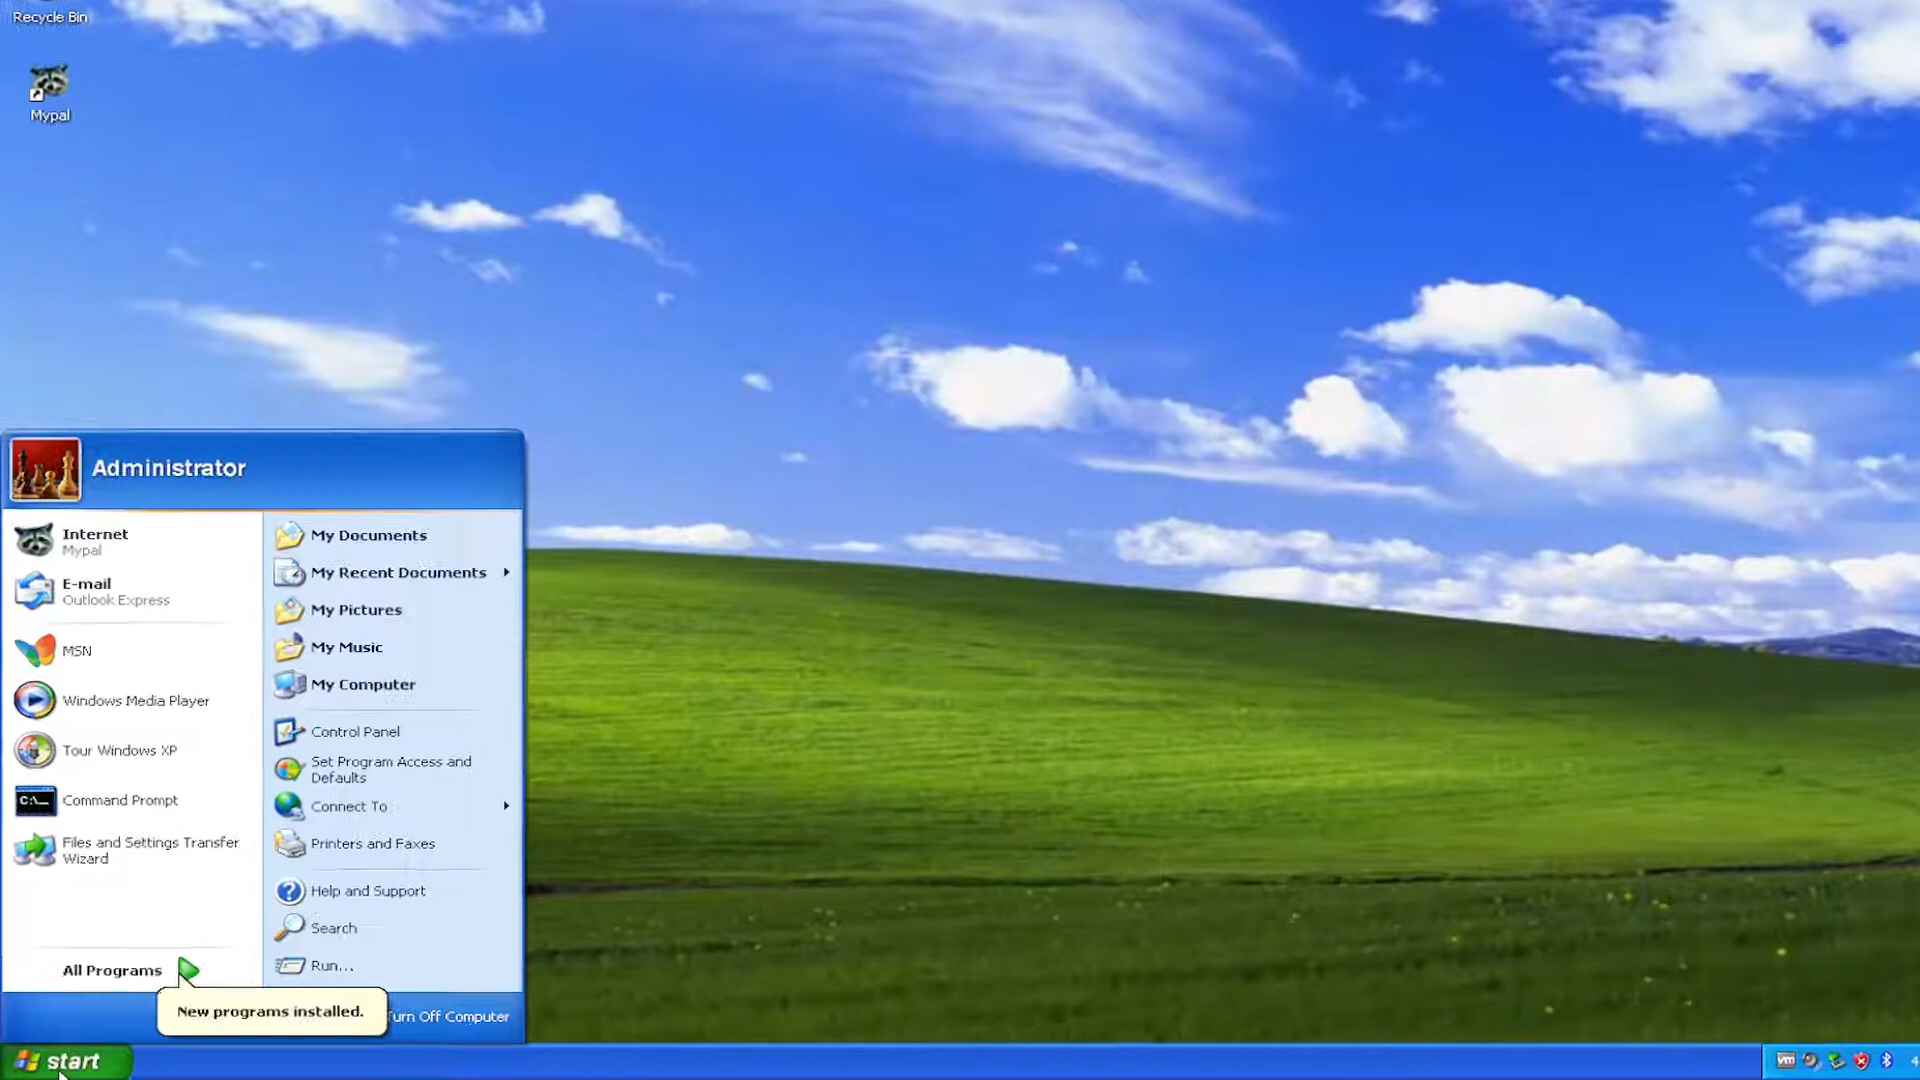 Recycle Bin
Mypal
Administrator
Internet
Mypal
E-mail
Outlook Express
MSN
Windows Media Player
Tour Windows XP
C:\_
Command Prompt
Files and Settings Transfer
Wizard
All Programs
My Documents
My Recent Documents
My Pictures
My Music
My Computer
Control Panel
Set Program Access and
Defaults
Connect To
Printers and Faxes
Help and Support
Search
Run...
New programs installed.
Turn Off Computer
start
vm
4